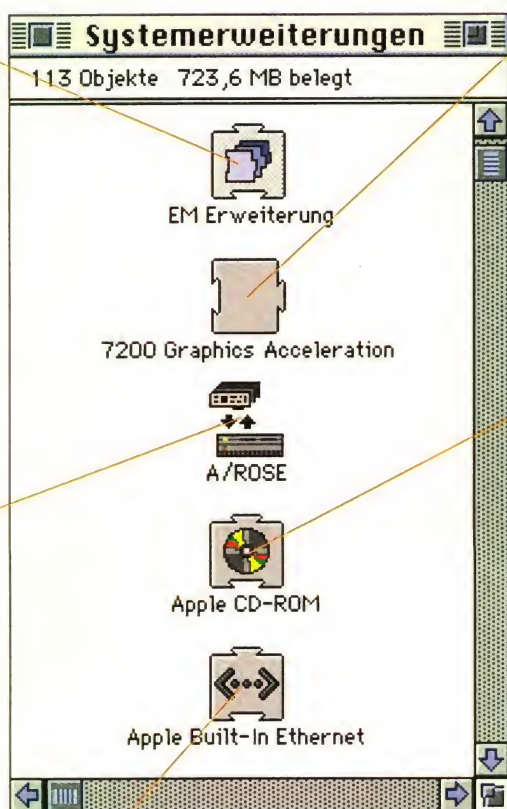 Systemerweiterungen
113 Objekte 723,6 MB belegt
EM Erweiterung
7200 Graphics Acceleration
A/ROSE
Apple CD-ROM
Apple Built-In Ethernet